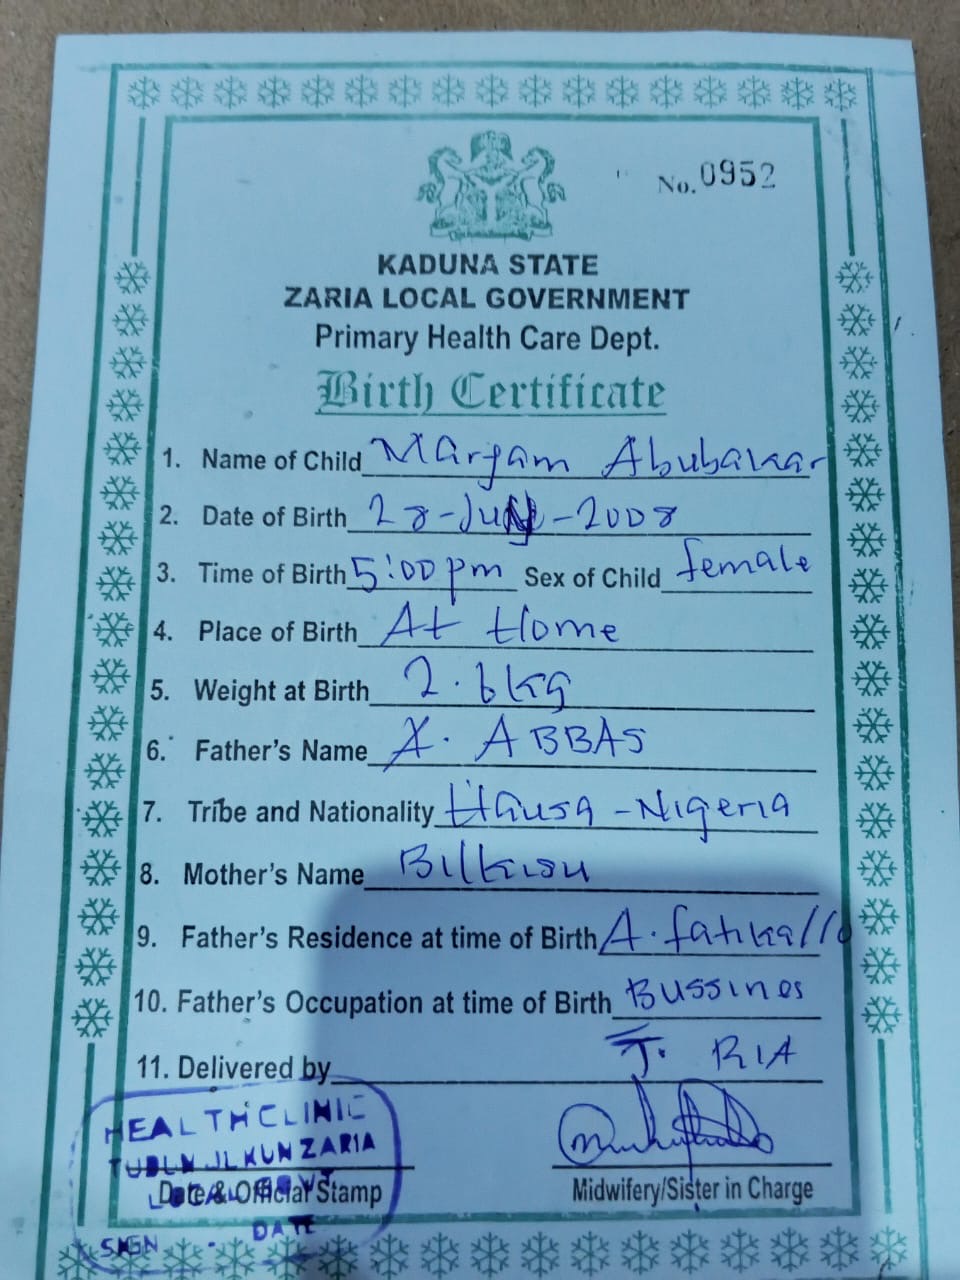 No. 0952
KADUNA STATE
ZARIA LOCAL GOVERNMENT
Primary Health Care Dept.
Birth Certificate
1. Name of Child Maryam Abubakar
2. Date of Birth 28--2008
3. Time of Birth 5:00 pm Sex of Child female
4. Place of Birth At Home
5. Weight at Birth 2.6kg
6. Father's Name ABBAS
7. Tribe and Nationality Hausa - Nigeria
8. Mother's Name Bilkisu
9. Father's Residence at time of Birth A.
10. Father's Occupation at time of Birth Bussines
11. Delivered by RIA
HEALTH CLINIC
ZARIA
LOCAL GOVT
Date & Official Stamp
Midwifery/Sister in Charge
SIGN . DATE